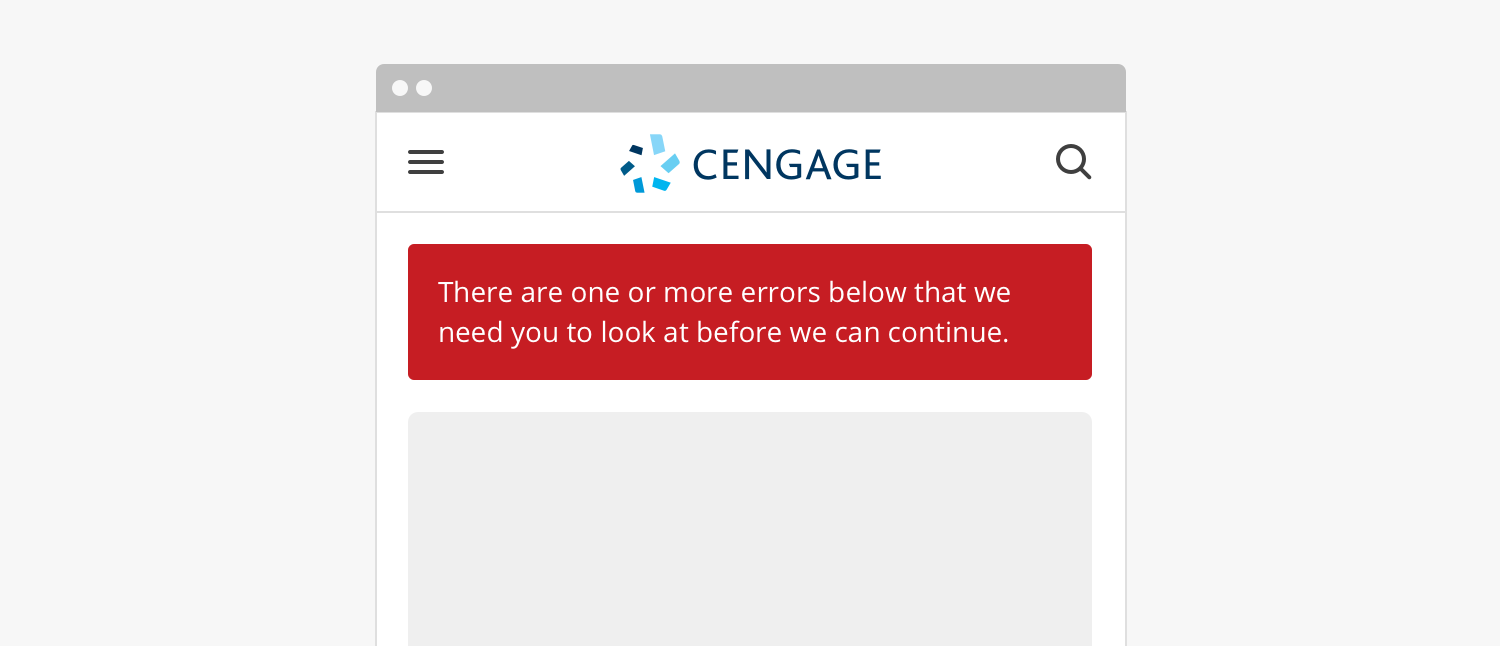 CENGAGE
There are one or more errors below that we
need you to look at before we can continue.